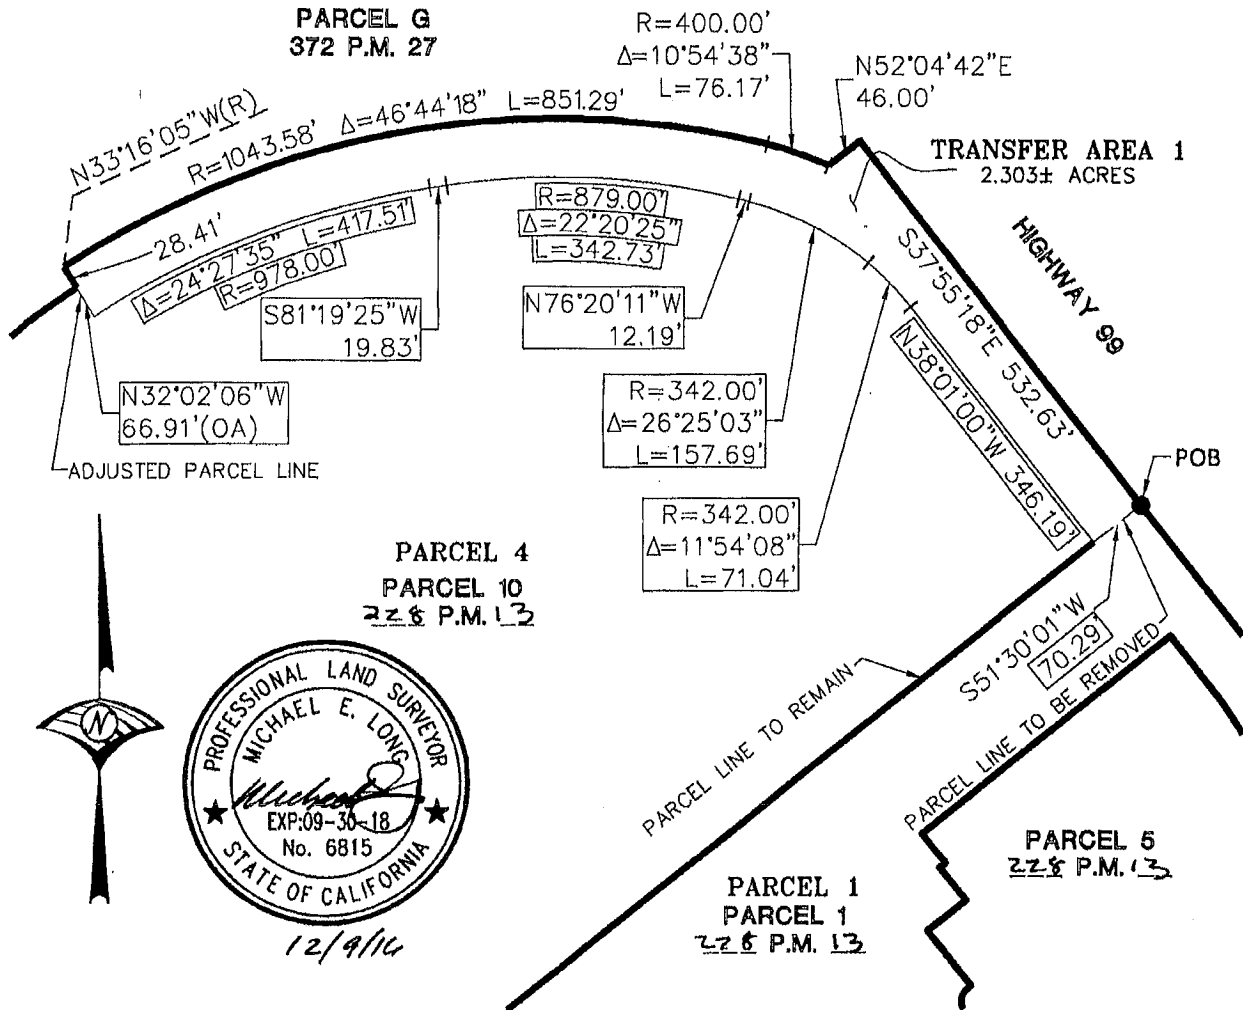 PARCEL G
372 P.M. 27
R=400.00'
Δ=10°54'38"
L=76.17'
N52°04'42"E
46.00'
N33°16'05"W(R)
R=1043.58' Δ=46°44'18" L=851.29'
TRANSFER AREA 1
2.303± ACRES
HIGHWAY 99
28.41'
Δ=24°27'35" L=417.51'
R=978.00'
R=879.00'
Δ=22°20'25"
L=342.73'
S37°55'18"E 532.63'
S81°19'25"W
19.83'
N76°20'11"W
12.19'
N38°01'00"W 346.19'
N32°02'06"W
66.91'(OA)
R=342.00'
Δ=26°25'03"
L=157.69'
ADJUSTED PARCEL LINE
POB
R=342.00'
Δ=11°54'08"
L=71.04'
PARCEL 4
PARCEL 10
228 P.M. 13
S51°30'01"W
70.29'
PARCEL LINE TO REMAIN
PARCEL LINE TO BE REMOVED
N
PROFESSIONAL LAND SURVEYOR
MICHAEL E. LONG
EXP:09-30-18
No. 6815
STATE OF CALIFORNIA
12/9/16
PARCEL 5
228 P.M. 13
PARCEL 1
PARCEL 1
228 P.M. 13